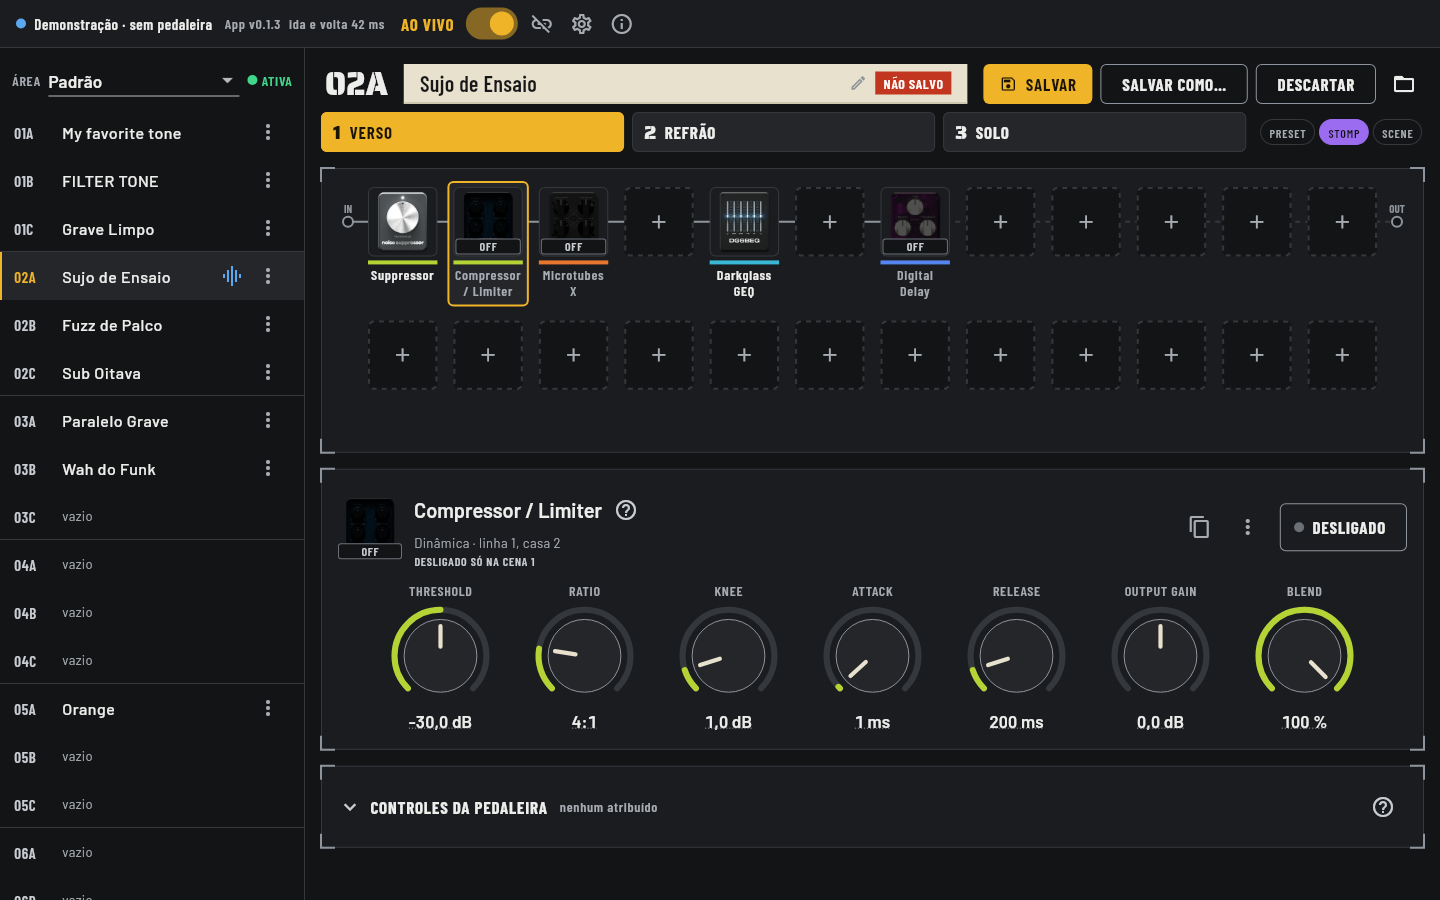 Demonstração · sem pedaleira App v0.1.3 Ida e volta 42 ms AO VIVO
ÁREA Padrão ATIVA
01A My favorite tone
01B FILTER TONE
01C Grave Limpo
02A Sujo de Ensaio
02B Fuzz de Palco
02C Sub Oitava
03A Paralelo Grave
03B Wah do Funk
03C vazio
04A vazio
04B vazio
04C vazio
05A Orange
05B vazio
05C vazio
06A vazio
06B
02A Sujo de Ensaio NÃO SALVO SALVAR SALVAR COMO... DESCARTAR
1 VERSO 2 REFRÃO 3 SOLO PRESET STOMP SCENE
IN OUT
noise suppressor OFF OFF DGSBEQ OFF
Suppressor Compressor Microtubes Darkglass Digital
/ Limiter X GEQ Delay
Compressor / Limiter
OFF
Dinâmica · linha 1, casa 2
DESLIGADO SÓ NA CENA 1
DESLIGADO
THRESHOLD RATIO KNEE ATTACK RELEASE OUTPUT GAIN BLEND
-30,0 dB 4:1 1,0 dB 1 ms 200 ms 0,0 dB 100 %
CONTROLES DA PEDALEIRA nenhum atribuído